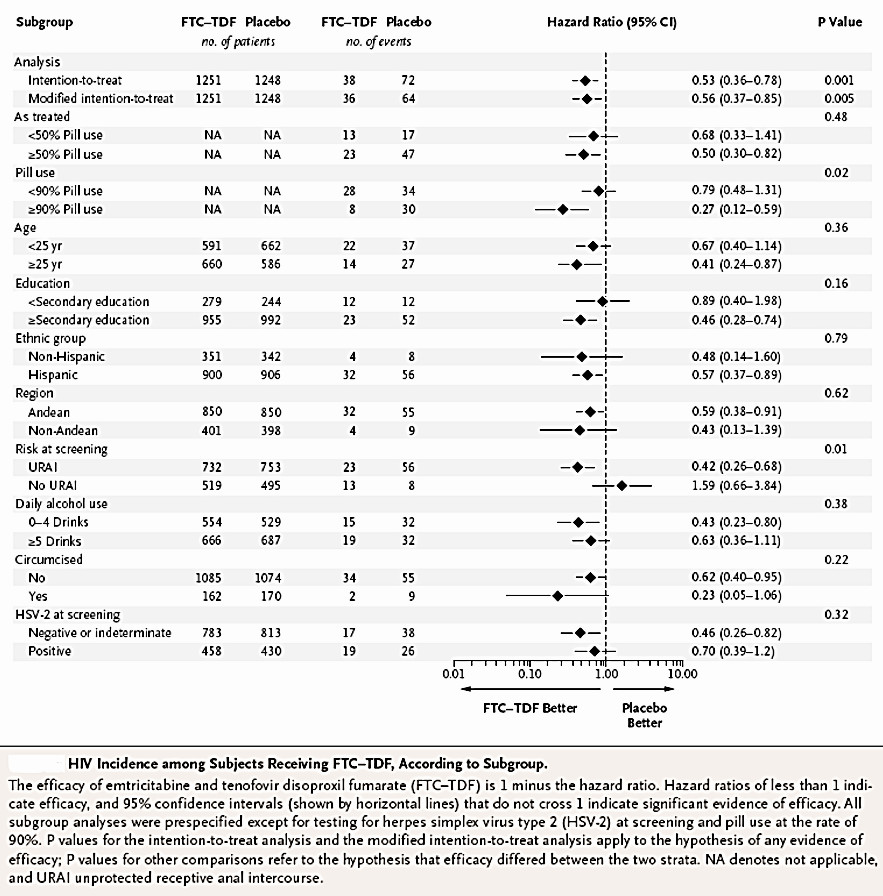 Subgroup FTC–TDF Placebo FTC–TDF Placebo Hazard Ratio (95% CI) P Value
no. of patients no. of events
Analysis
Intention-to-treat 1251 1248 38 72 0.53 (0.36–0.78) 0.001
Modified intention-to-treat 1251 1248 36 64 0.56 (0.37–0.85) 0.005
As treated 0.48
<50% Pill use NA NA 13 17 0.68 (0.33–1.41)
≥50% Pill use NA NA 23 47 0.50 (0.30–0.82)
Pill use 0.02
<90% Pill use NA NA 28 34 0.79 (0.48–1.31)
≥90% Pill use NA NA 8 30 0.27 (0.12–0.59)
Age 0.36
<25 yr 591 662 22 37 0.67 (0.40–1.14)
≥25 yr 660 586 14 27 0.41 (0.24–0.87)
Education 0.16
<Secondary education 279 244 12 12 0.89 (0.40–1.98)
≥Secondary education 955 992 23 52 0.46 (0.28–0.74)
Ethnic group 0.79
Non-Hispanic 351 342 4 8 0.48 (0.14–1.60)
Hispanic 900 906 32 56 0.57 (0.37–0.89)
Region 0.62
Andean 850 850 32 55 0.59 (0.38–0.91)
Non-Andean 401 398 4 9 0.43 (0.13–1.39)
Risk at screening 0.01
URAI 732 753 23 56 0.42 (0.26–0.68)
No URAI 519 495 13 8 1.59 (0.66–3.84)
Daily alcohol use 0.38
0–4 Drinks 554 529 15 32 0.43 (0.23–0.80)
≥5 Drinks 666 687 19 32 0.63 (0.36–1.11)
Circumcised 0.22
No 1085 1074 34 55 0.62 (0.40–0.95)
Yes 162 170 2 9 0.23 (0.05–1.06)
HSV-2 at screening 0.32
Negative or indeterminate 783 813 17 38 0.46 (0.26–0.82)
Positive 458 430 19 26 0.70 (0.39–1.2)
0.01 0.10 1.00 10.00
FTC–TDF Better Placebo
Better
HIV Incidence among Subjects Receiving FTC–TDF, According to Subgroup.
The efficacy of emtricitabine and tenofovir disoproxil fumarate (FTC–TDF) is 1 minus the hazard ratio. Hazard ratios of less than 1 indi-
cate efficacy, and 95% confidence intervals (shown by horizontal lines) that do not cross 1 indicate significant evidence of efficacy. All
subgroup analyses were prespecified except for testing for herpes simplex virus type 2 (HSV-2) at screening and pill use at the rate of
90%. P values for the intention-to-treat analysis and the modified intention-to-treat analysis apply to the hypothesis of any evidence of
efficacy; P values for other comparisons refer to the hypothesis that efficacy differed between the two strata. NA denotes not applicable,
and URAI unprotected receptive anal intercourse.